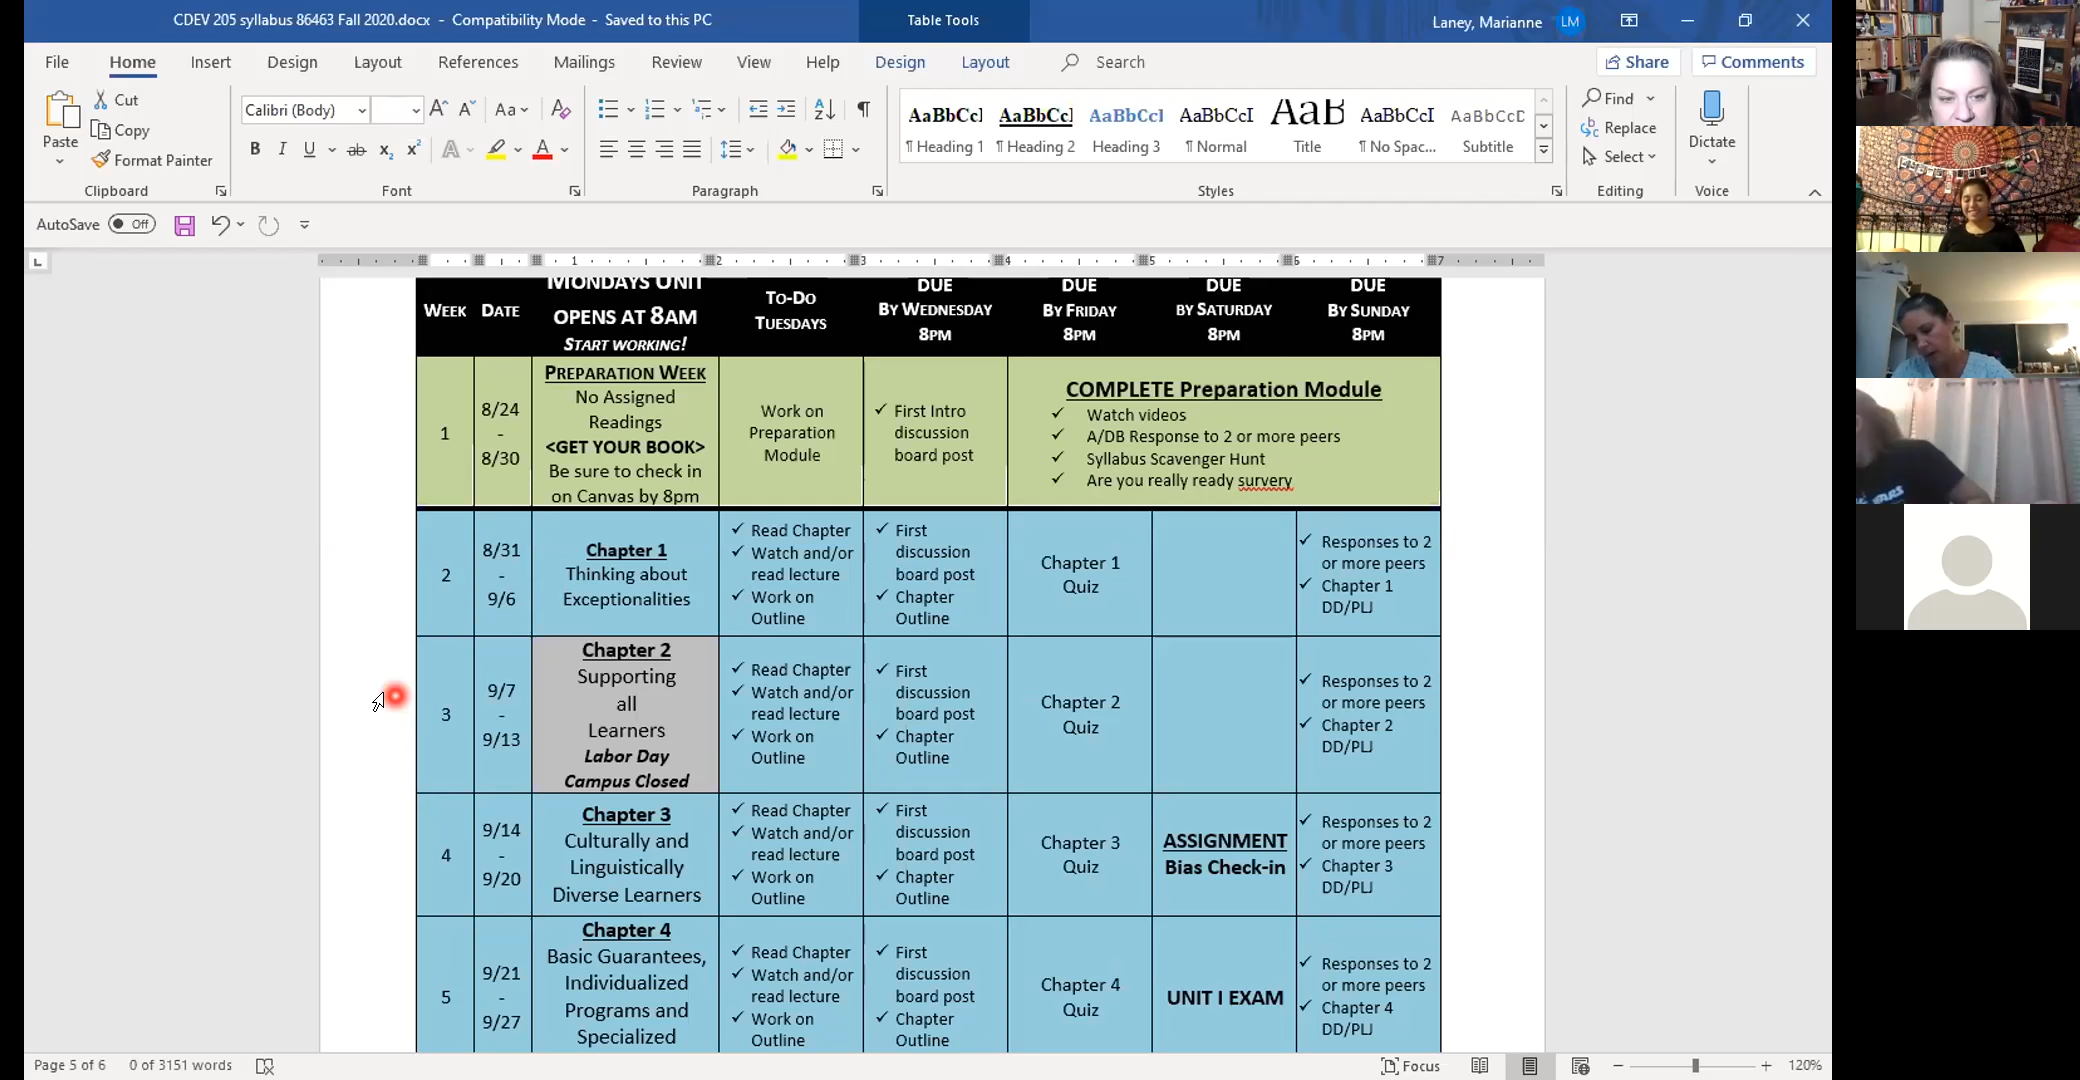 CDEV 205 syllabus 86463 Fall 2020.docx - Compatibility Mode - Saved to this PC
Table Tools
Laney, Marianne
LM
File
Home
Insert
Design
Layout
References
Mailings
Review
View
Help
Design
Layout
Search
Share
Comments
Paste
Cut
Copy
Format Painter
Clipboard
Calibri (Body)
Aa
B I U ab x₂ x²
A A
Font
Paragraph
AaBbCcI
¶ Heading 1
AaBbCcI
¶ Heading 2
AaBbCcI
¶ Heading 3
AaBbCcI
¶ Normal
AaB
Title
AaBbCcI
¶ No Spac...
AaBbCcD
Subtitle
Styles
Find
Replace
Select
Editing
Dictate
Voice
AutoSave Off
1 2 3 4 5 6 7
WEEK
DATE
MONDAYS UNIT
OPENS AT 8AM
START WORKING!
TO-DO
TUESDAYS
DUE
BY WEDNESDAY
8PM
DUE
BY FRIDAY
8PM
DUE
BY SATURDAY
8PM
DUE
BY SUNDAY
8PM
1
8/24
-
8/30
PREPARATION WEEK
No Assigned
Readings
<GET YOUR BOOK>
Be sure to check in
on Canvas by 8pm
Work on
Preparation
Module
✓ First Intro
discussion
board post
COMPLETE Preparation Module
✓ Watch videos
✓ A/DB Response to 2 or more peers
✓ Syllabus Scavenger Hunt
✓ Are you really ready survery
2
8/31
-
9/6
Chapter 1
Thinking about
Exceptionalities
✓ Read Chapter
✓ Watch and/or
read lecture
✓ Work on
Outline
✓ First
discussion
board post
✓ Chapter
Outline
Chapter 1
Quiz
✓ Responses to 2
or more peers
✓ Chapter 1
DD/PLJ
3
9/7
-
9/13
Chapter 2
Supporting
all
Learners
Labor Day
Campus Closed
✓ Read Chapter
✓ Watch and/or
read lecture
✓ Work on
Outline
✓ First
discussion
board post
✓ Chapter
Outline
Chapter 2
Quiz
✓ Responses to 2
or more peers
✓ Chapter 2
DD/PLJ
4
9/14
-
9/20
Chapter 3
Culturally and
Linguistically
Diverse Learners
✓ Read Chapter
✓ Watch and/or
read lecture
✓ Work on
Outline
✓ First
discussion
board post
✓ Chapter
Outline
Chapter 3
Quiz
ASSIGNMENT
Bias Check-in
✓ Responses to 2
or more peers
✓ Chapter 3
DD/PLJ
5
9/21
-
9/27
Chapter 4
Basic Guarantees,
Individualized
Programs and
Specialized
✓ Read Chapter
✓ Watch and/or
read lecture
✓ Work on
Outline
✓ First
discussion
board post
✓ Chapter
Outline
Chapter 4
Quiz
UNIT I EXAM
✓ Responses to 2
or more peers
✓ Chapter 4
DD/PLJ
Page 5 of 6
0 of 3151 words
Focus
120%